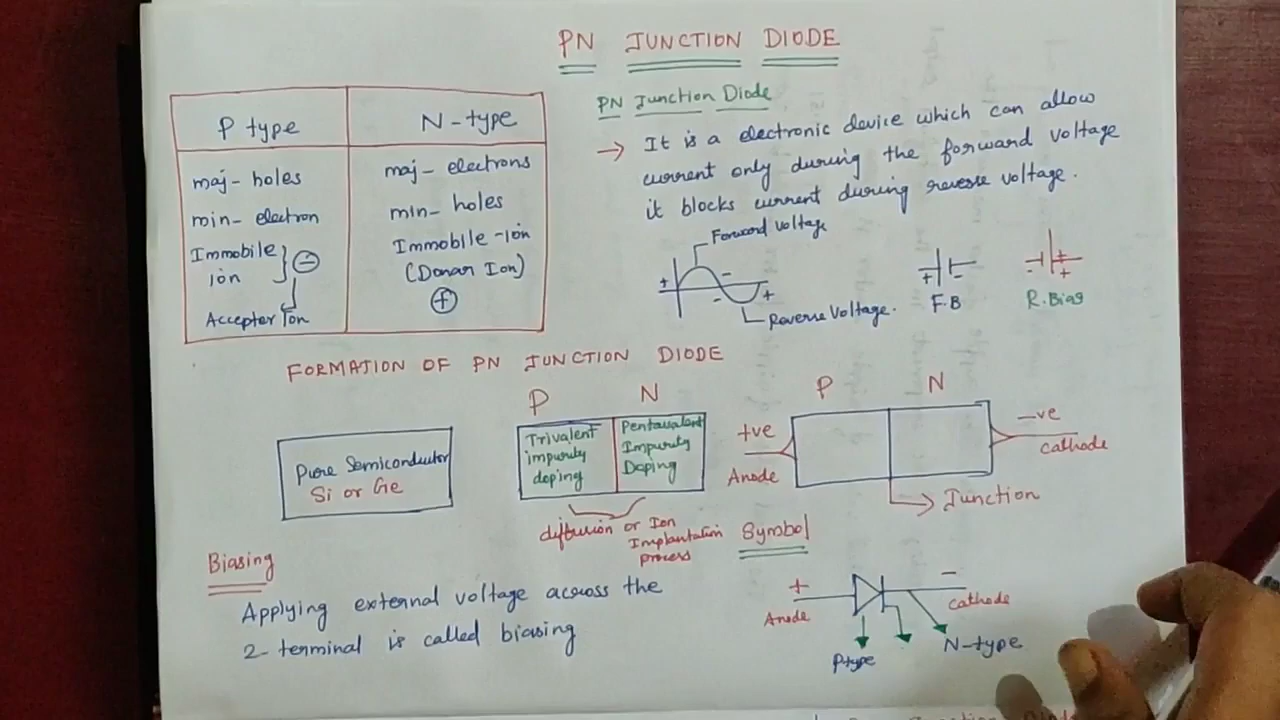 PN JUNCTION DIODE
P type
N-type
maj- holes
maj- electrons
min- electron
min- holes
Immobile
ion
-
Immobile -ion
(Donar Ion)
+
Accepter Ion
PN Junction Diode
→ It is a electronic device which can allow
current only during the forward voltage
it blocks current during reverse voltage.
Forward voltage
+ -
- +
Reverse Voltage.
+ -
F.B
- +
+
R.Bias
FORMATION OF PN JUNCTION DIODE
Pure Semiconductor
Si or Ge
P N
Trivalent
impurity
doping
Pentavalent
Impurity
Doping
diffusion or Ion
Implantation
process
P N
+ve
Anode
-ve
cathode
Junction
Biasing
Applying external voltage across the
2- terminal is called biasing
Symbol
+ -
Anode
cathode
Ptype
N-type